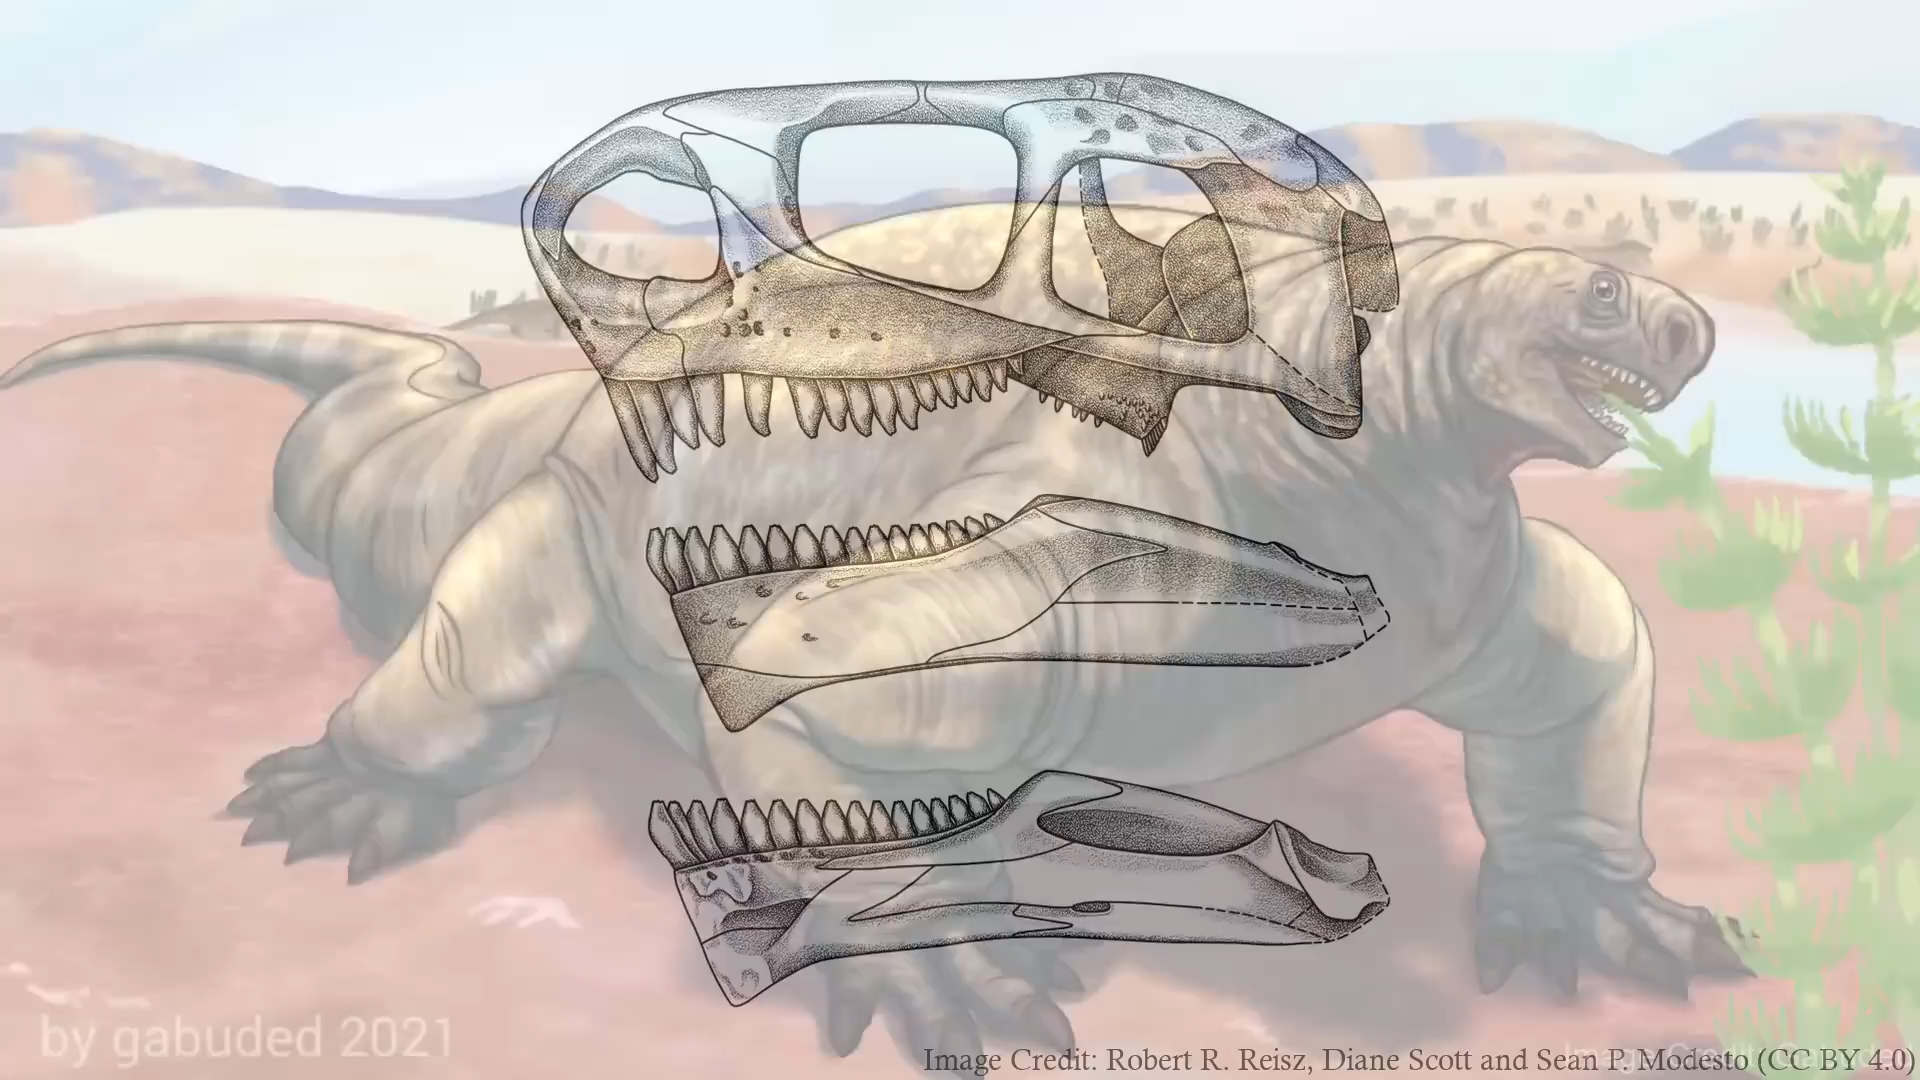 by gabuded 2021
Image Credit: Robert R. Reisz, Diane Scott and Sean P. Modesto (CC BY 4.0)